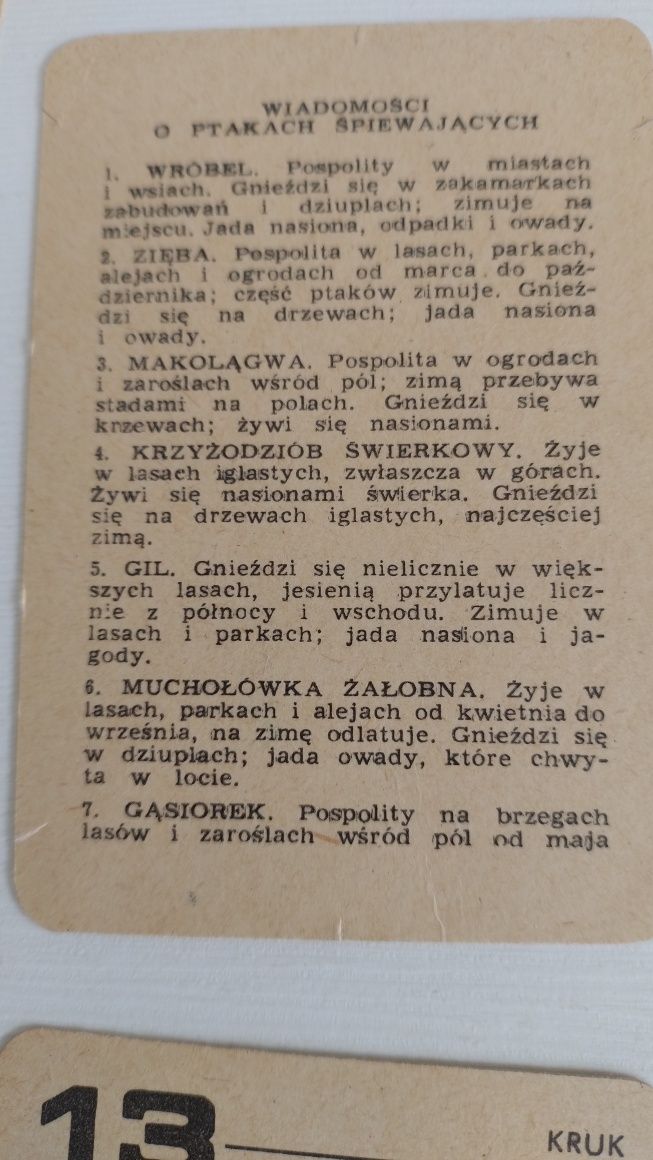 WIADOMOŚCI
O PTAKACH ŚPIEWAJĄCYCH
1. WRÓBEL. Pospolity w miastach
i wsiach. Gnieździ się w zakamarkach
zabudowań i dziuplach; zimuje na
miejscu. Jada nasiona, odpadki i owady.
2. ZIĘBA. Pospolita w lasach, parkach,
alejach i ogrodach od marca do paź-
dziernika; część ptaków zimuje. Gnieź-
dzi się na drzewach; jada nasiona
i owady.
3. MAKOLĄGWA. Pospolita w ogrodach
i zaroślach wśród pól; zimą przebywa
stadami na polach. Gnieździ się w
krzewach; żywi się nasionami.
4. KRZYŻODZIÓB ŚWIERKOWY. Żyje
w lasach iglastych, zwłaszcza w górach.
Żywi się nasionami świerka. Gnieździ
się na drzewach iglastych, najczęściej
zimą.
5. GIL. Gnieździ się nielicznie w więk-
szych lasach, jesienią przylatuje licz-
nie z północy i wschodu. Zimuje w
lasach i parkach; jada nasiona i ja-
gody.
6. MUCHOŁÓWKA ŻAŁOBNA. Żyje w
lasach, parkach i alejach od kwietnia do
września, na zimę odlatuje. Gnieździ się
w dziuplach; jada owady, które chwy-
ta w locie.
7. GĄSIOREK. Pospolity na brzegach
lasów i zaroślach wśród pól od maja
13
KRUK